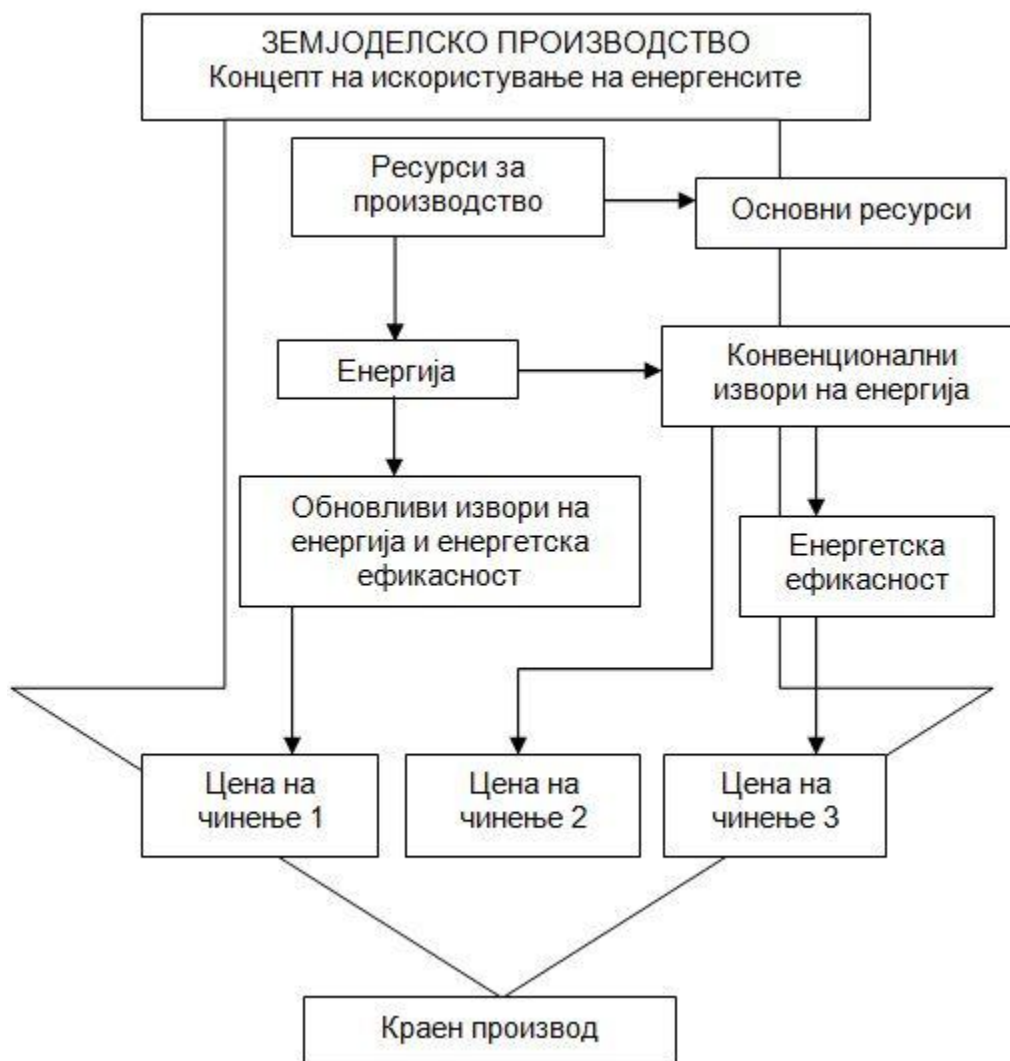 ЗЕМЈОДЕЛСКО ПРОИЗВОДСТВО
Концепт на искористување на енергенсите
Ресурси за
производство
Основни ресурси
Енергија
Конвенционални
извори на енергија
Обновливи извори на
енергија и енергетска
ефикасност
Енергетска
ефикасност
Цена на
чинење 1
Цена на
чинење 2
Цена на
чинење 3
Краен производ